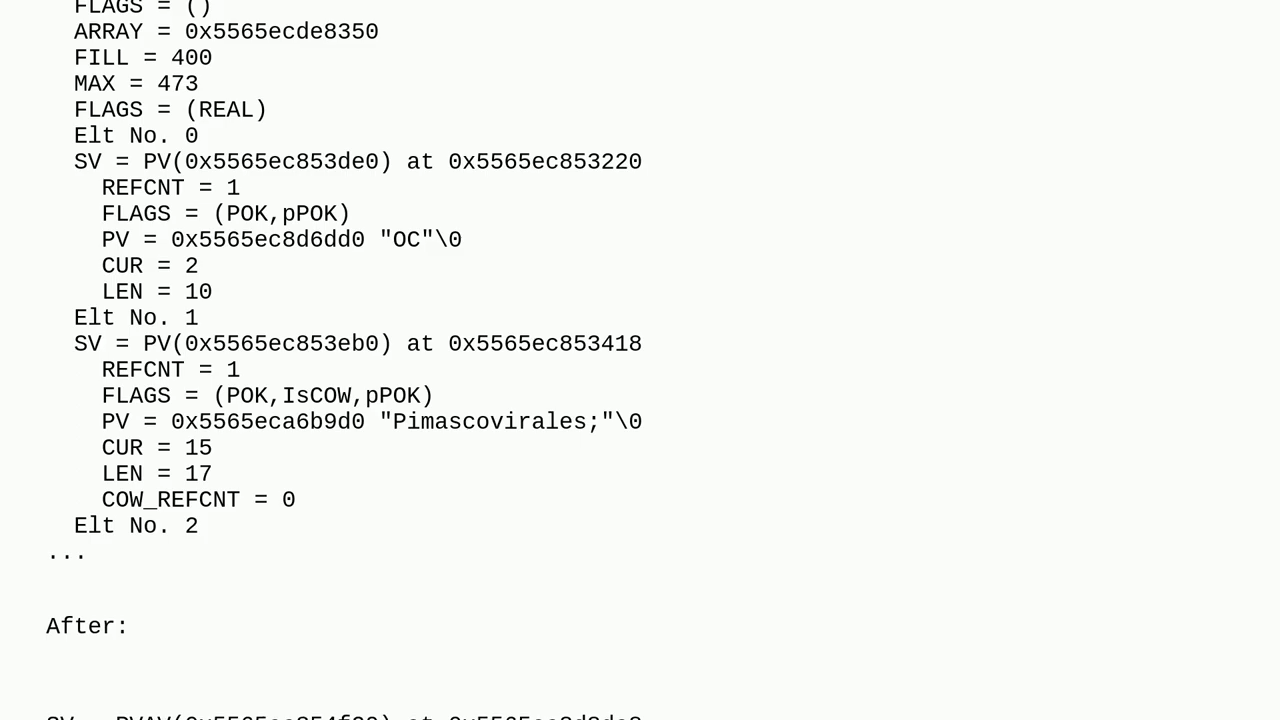 FLAGS = ()
ARRAY = 0x5565ecde8350
FILL = 400
MAX = 473
FLAGS = (REAL)
Elt No. 0
SV = PV(0x5565ec853de0) at 0x5565ec853220
REFCNT = 1
FLAGS = (POK,pPOK)
PV = 0x5565ec8d6dd0 "OC"\0
CUR = 2
LEN = 10
Elt No. 1
SV = PV(0x5565ec853eb0) at 0x5565ec853418
REFCNT = 1
FLAGS = (POK,IsCOW,pPOK)
PV = 0x5565eca6b9d0 "Pimascovirales;"\0
CUR = 15
LEN = 17
COW_REFCNT = 0
Elt No. 2
...
After: